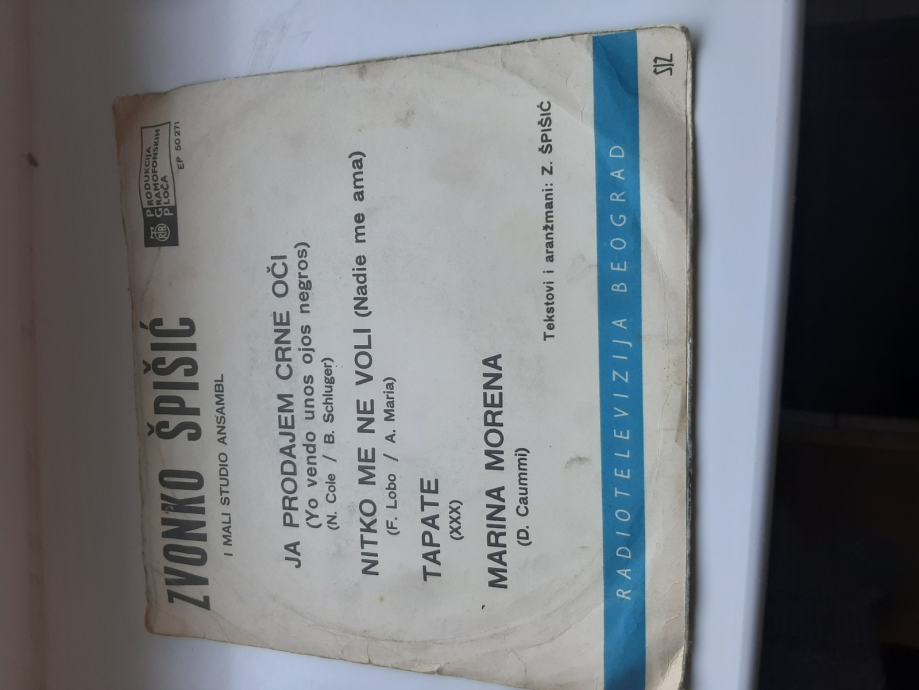 ZVONKO ŠPIŠIĆ
I MALI STUDIO ANSAMBL
RTB
PRODUKCIJA
GRAMOFONSKIH
PLOČA
EP 50271
JA PRODAJEM CRNE OČI
(Yo vendo unos ojos negros)
(N. Cole / B. Schluger)
NITKO ME NE VOLI (Nadie me ama)
(F. Lobo / A. Maria)
TAPATE
(XXX)
MARINA MORENA
(D. Caummi)
Tekstovi i aranžmani: Z. ŠPIŠIĆ
RADIOTELEVIZIJA BEOGRAD